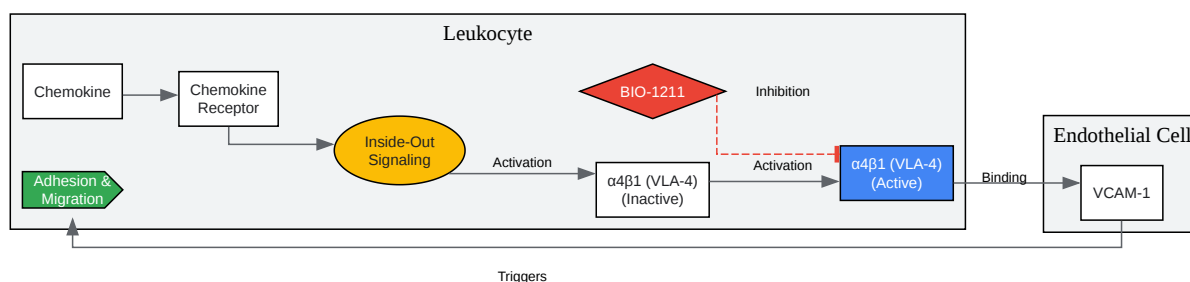 Leukocyte
Chemokine
Chemokine
Receptor
Inside-Out
Signaling
Activation
BIO-1211
Inhibition
α4β1 (VLA-4)
(Inactive)
Activation
α4β1 (VLA-4)
(Active)
Binding
Endothelial Cell
VCAM-1
Adhesion &
Migration
Triggers